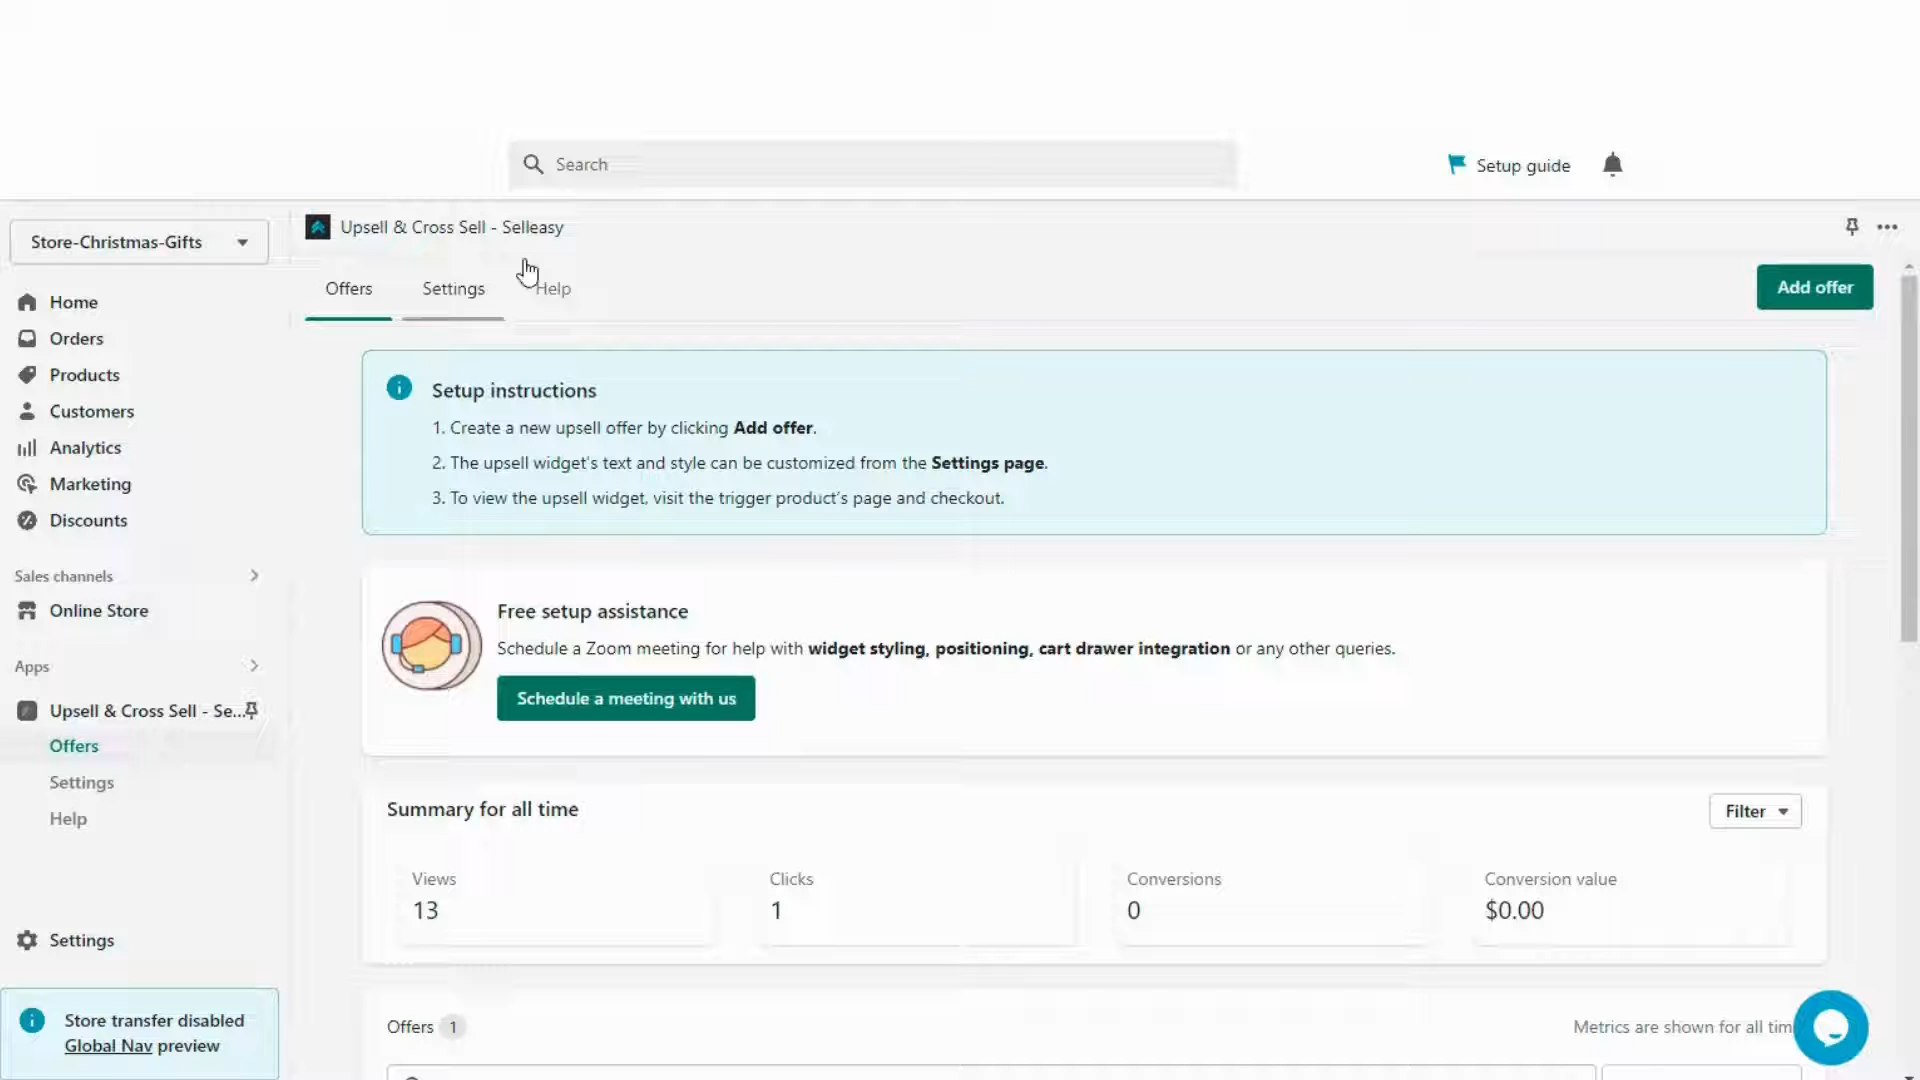 Search
Setup guide
Store-Christmas-Gifts
Upsell & Cross Sell - Selleasy
Offers
Settings
Help
Add offer
Home
Orders
Products
Customers
Analytics
Marketing
Discounts
Sales channels
Online Store
Apps
Upsell & Cross Sell - Se...
Offers
Settings
Help
Settings
Store transfer disabled
Global Nav preview
Setup instructions
1. Create a new upsell offer by clicking Add offer.
2. The upsell widget's text and style can be customized from the Settings page.
3. To view the upsell widget, visit the trigger product's page and checkout.
Free setup assistance
Schedule a Zoom meeting for help with widget styling, positioning, cart drawer integration or any other queries.
Schedule a meeting with us
Summary for all time
Filter
Views
13
Clicks
1
Conversions
0
Conversion value
$0.00
Offers 1
Metrics are shown for all tim